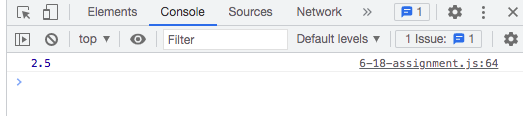 Elements Console Sources Network » 1
top ▼ Filter Default levels ▼ 1 Issue: 1
2.5 6-18-assignment.js:64
>